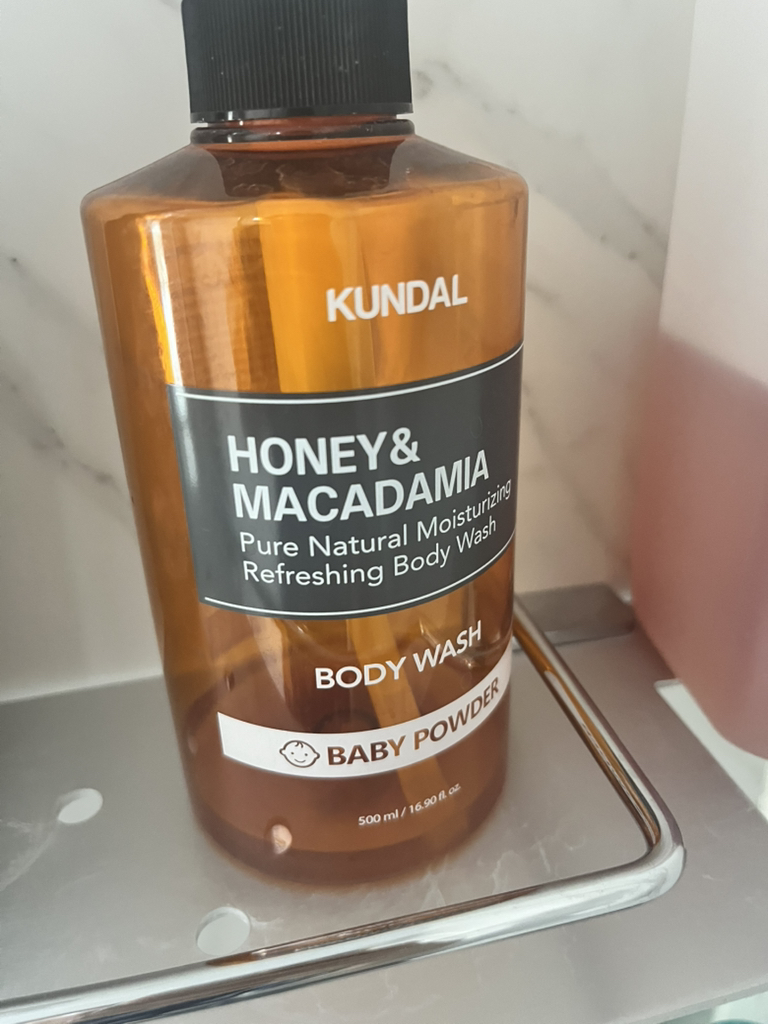 KUNDAL
HONEY&
MACADAMIA
Pure Natural Moisturizing
Refreshing Body Wash
BODY WASH
BABY POWDER
500 ml / 16.90 fl. oz.